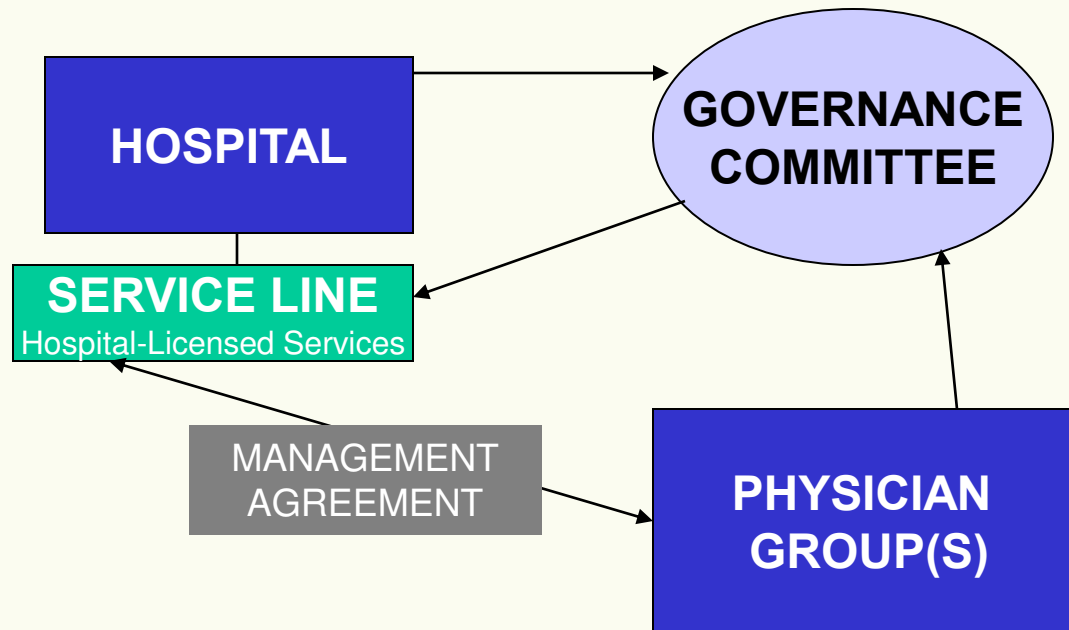 HOSPITAL
GOVERNANCE
COMMITTEE
SERVICE LINE
Hospital-Licensed Services
MANAGEMENT
AGREEMENT
PHYSICIAN
GROUP(S)